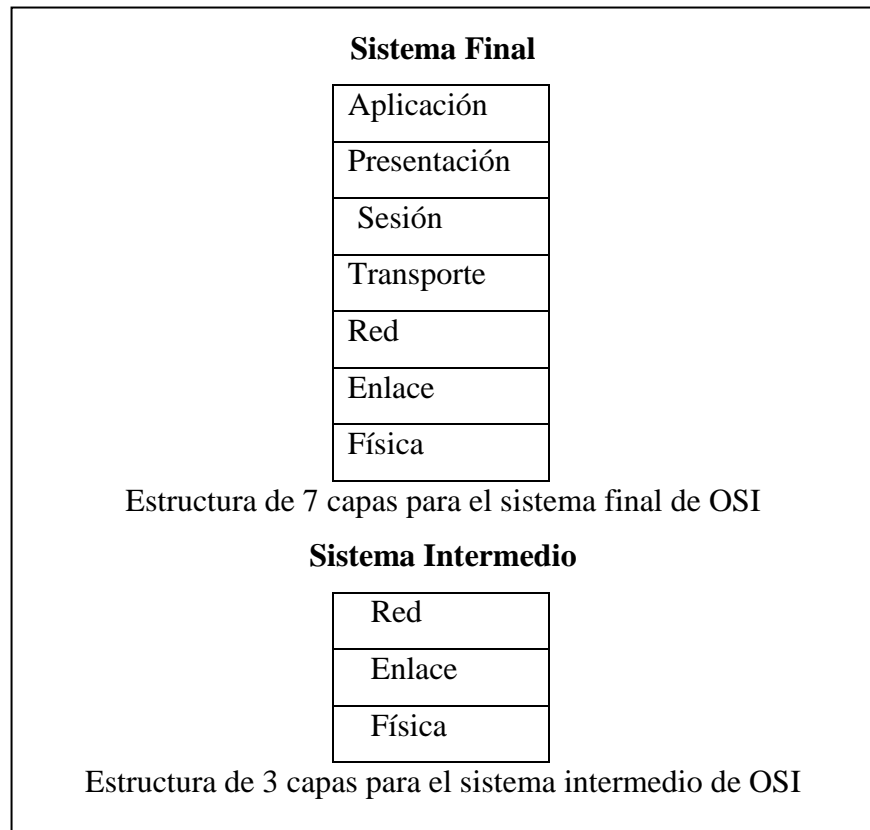 Sistema Final
Aplicación
Presentación
Sesión
Transporte
Red
Enlace
Física
Estructura de 7 capas para el sistema final de OSI
Sistema Intermedio
Red
Enlace
Física
Estructura de 3 capas para el sistema intermedio de OSI